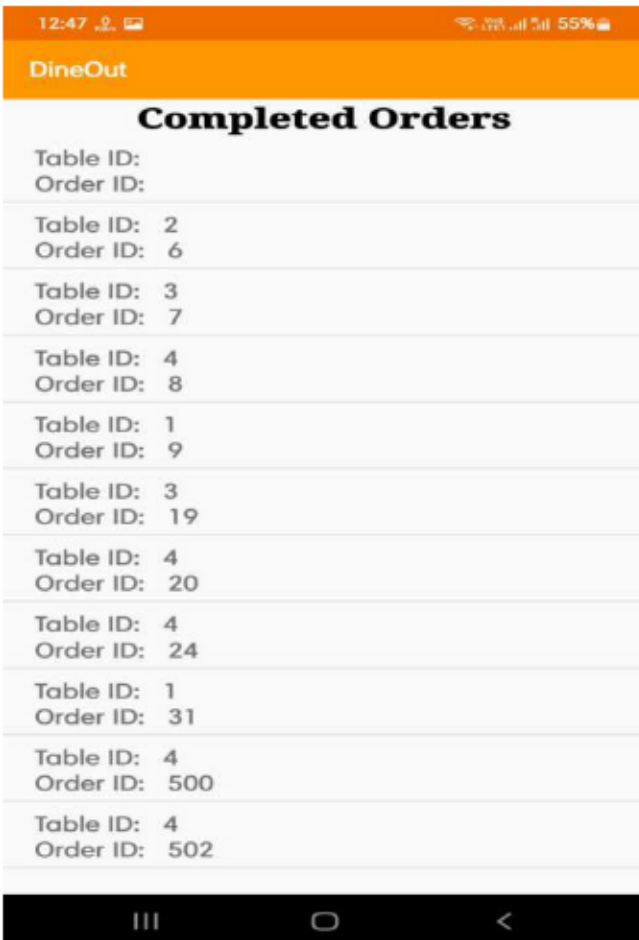 12:47 55%
DineOut
Completed Orders
Table ID:
Order ID:
Table ID: 2
Order ID: 6
Table ID: 3
Order ID: 7
Table ID: 4
Order ID: 8
Table ID: 1
Order ID: 9
Table ID: 3
Order ID: 19
Table ID: 4
Order ID: 20
Table ID: 4
Order ID: 24
Table ID: 1
Order ID: 31
Table ID: 4
Order ID: 500
Table ID: 4
Order ID: 502